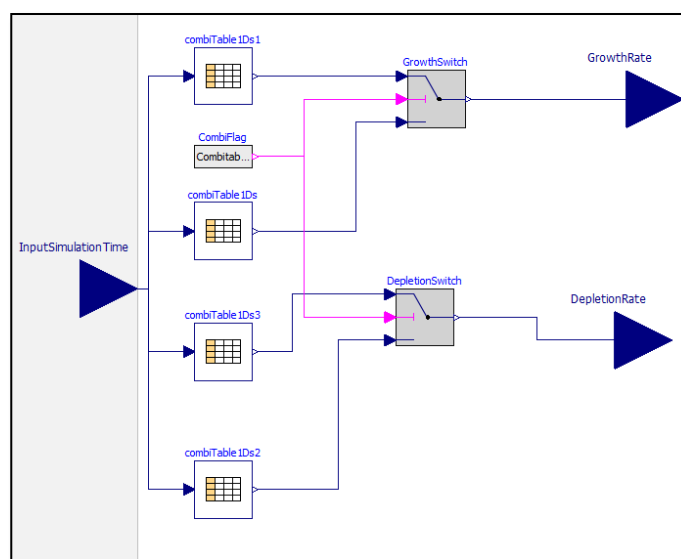 combiTable1Ds1
GrowthSwitch
GrowthRate
CombiFlag
Combitab...
combiTable1Ds
InputSimulationTime
DepletionSwitch
DepletionRate
combiTable1Ds3
combiTable1Ds2